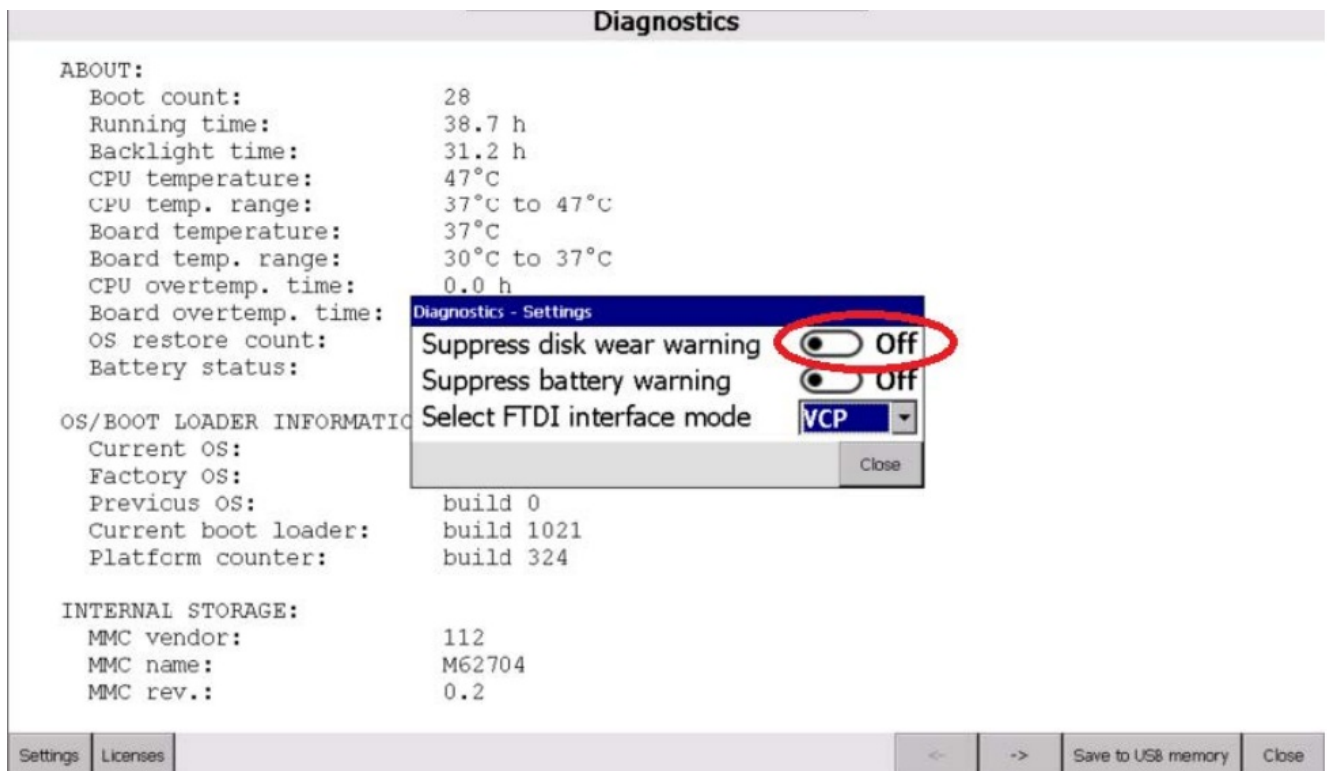 Diagnostics
ABOUT:
Boot count: 28
Running time: 38.7 h
Backlight time: 31.2 h
CPU temperature: 47°C
CPU temp. range: 37°C to 47°C
Board temperature: 37°C
Board temp. range: 30°C to 37°C
CPU overtemp. time: 0.0 h
Board overtemp. time:
OS restore count:
Battery status:
Diagnostics - Settings
Suppress disk wear warning Off
Suppress battery warning Off
Select FTDI interface mode VCP
Close
OS/BOOT LOADER INFORMATIO
Current OS:
Factory OS:
Previous OS: build 0
Current boot loader: build 1021
Platform counter: build 324
INTERNAL STORAGE:
MMC vendor: 112
MMC name: M62704
MMC rev.: 0.2
Settings Licenses <- -> Save to USB memory Close